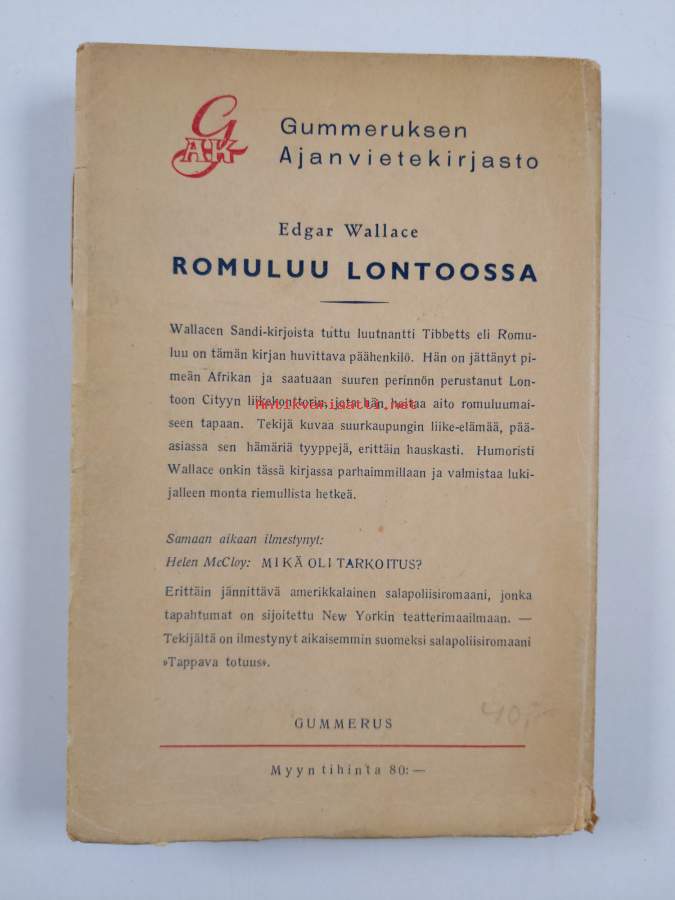 G
AK
Gummeruksen
Ajanvietekirjasto
Edgar Wallace
ROMULUU LONTOOSSA
Wallacen Sandi-kirjoista tuttu luutnantti Tibbetts eli Romu-
luu on tämän kirjan huvittava päähenkilö. Hän on jättänyt pi-
meän Afrikan ja saatuaan suuren perinnön perustanut Lon-
toon Cityyn liikekonttorin, jota hän hoitaa aito romuluumai-
Antikvariaatti.net
seen tapaan. Tekijä kuvaa suurkaupungin liike-elämää, pää-
asiassa sen hämäriä tyyppejä, erittäin hauskasti. Humoristi
Wallace onkin tässä kirjassa parhaimmillaan ja valmistaa luki-
jalleen monta riemullista hetkeä.
Samaan aikaan ilmestynyt:
Helen McCloy: MIKÄ OLI TARKOITUS?
Erittäin jännittävä amerikkalainen salapoliisiromaani, jonka
tapahtumat on sijoitettu New Yorkin teatterimaailmaan. —
Tekijältä on ilmestynyt aikaisemmin suomeksi salapoliisiromaani
»Tappava totuus».
40,-
GUMMERUS
Myyntihinta 80:—